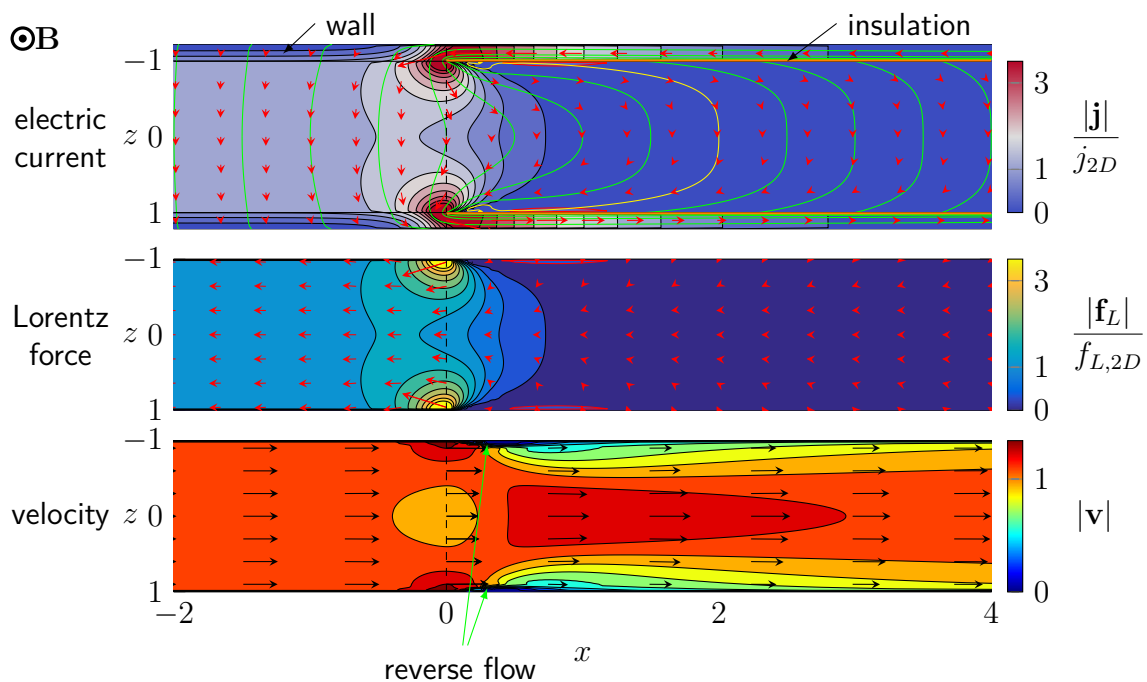 ⊙B
wall
insulation
−1
electric
current
z 0
1
3
1
0
|j|
j2D
−1
Lorentz
force
z 0
1
3
1
0
|fL|
fL,2D
−1
velocity
z 0
1
1
0
|v|
−2
0
2
4
x
reverse flow